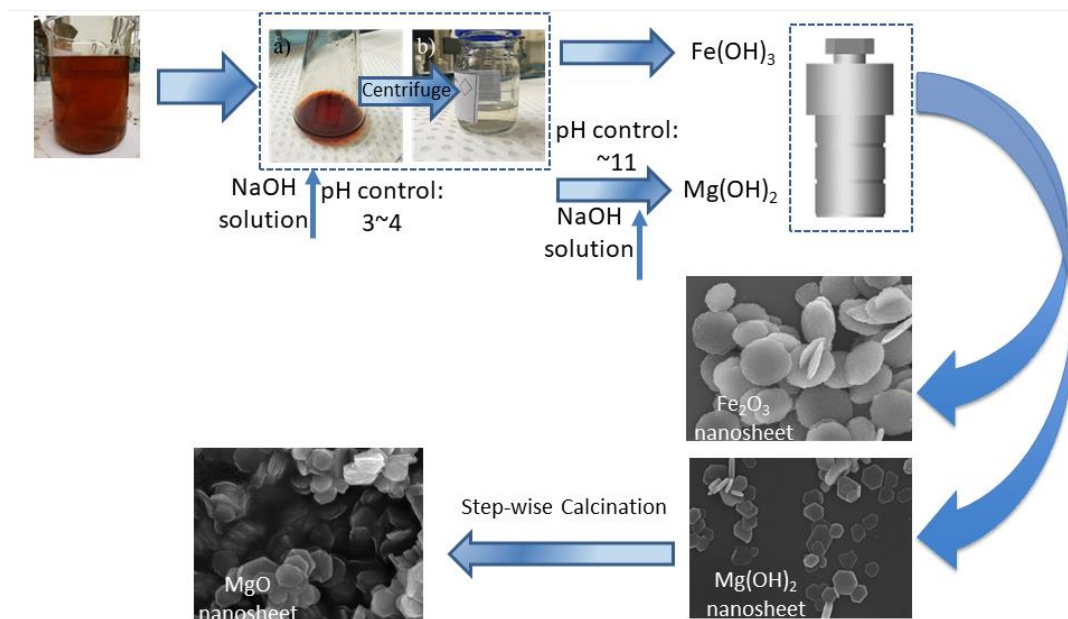 a)
b)
Centrifuge
Fe(OH)₃
pH control:
~11
NaOH
solution
pH control:
3~4
Mg(OH)₂
NaOH
solution
Fe₂O₃
nanosheet
Step-wise Calcination
MgO
nanosheet
Mg(OH)₂
nanosheet